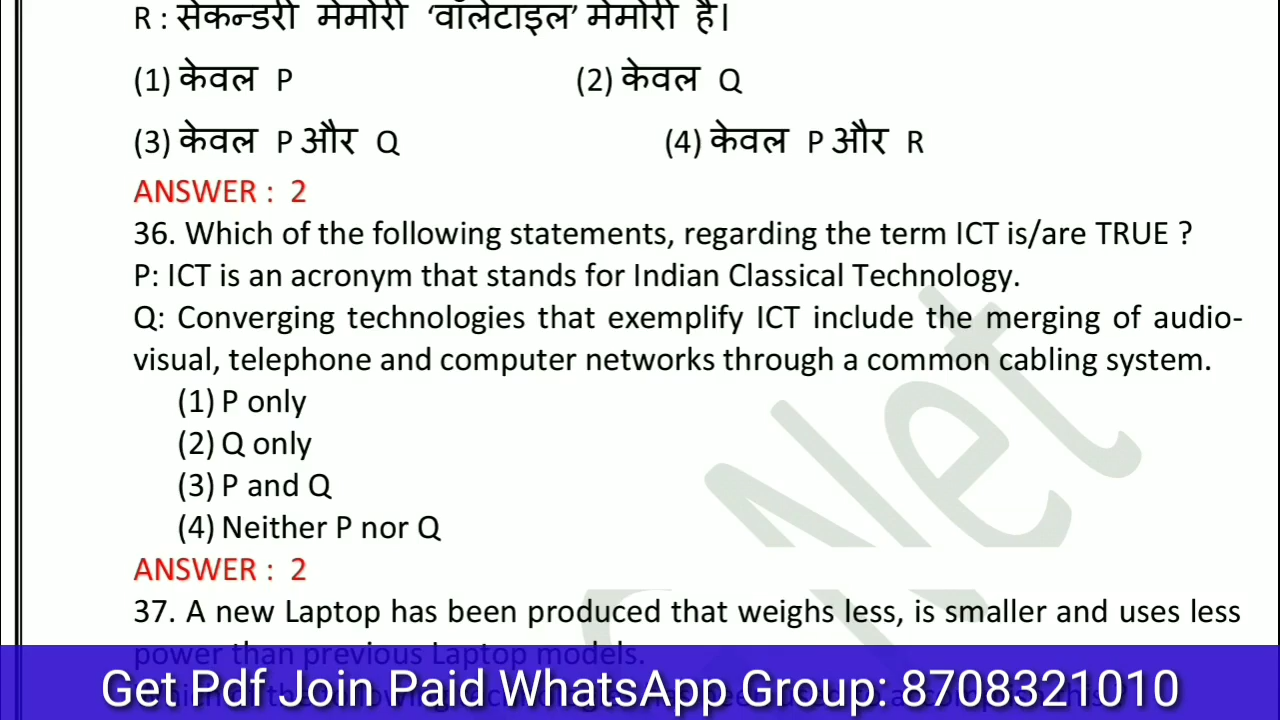 R : सेकन्डरी मेमोरी ‘वॉलेटाइल’ मेमोरी है।
(1) केवल P (2) केवल Q
(3) केवल P और Q (4) केवल P और R
ANSWER : 2
36. Which of the following statements, regarding the term ICT is/are TRUE ?
P: ICT is an acronym that stands for Indian Classical Technology.
Q: Converging technologies that exemplify ICT include the merging of audio-
visual, telephone and computer networks through a common cabling system.
(1) P only
(2) Q only
(3) P and Q
(4) Neither P nor Q
ANSWER : 2
37. A new Laptop has been produced that weighs less, is smaller and uses less
power than previous Laptop models.
Get Pdf.Join Paid WhatsApp Group: 8708321010
Net